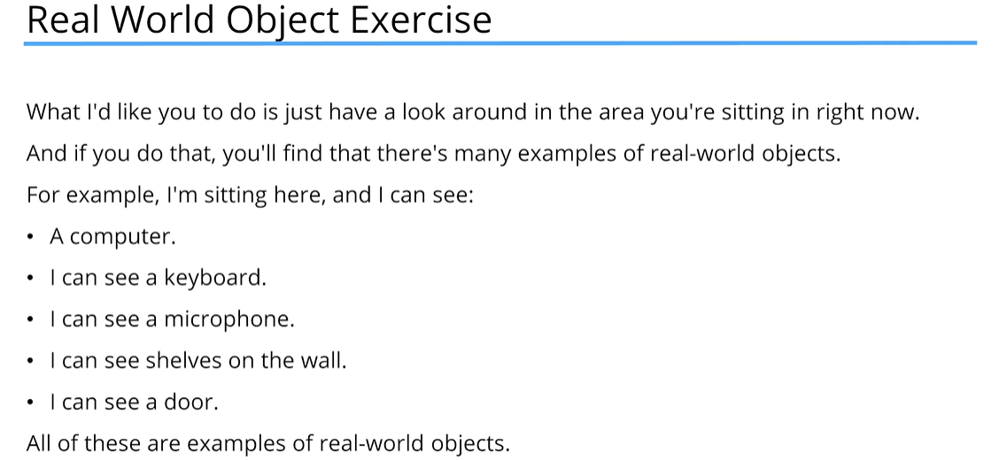 Real World Object Exercise
What I'd like you to do is just have a look around in the area you're sitting in right now.
And if you do that, you'll find that there's many examples of real-world objects.
For example, I'm sitting here, and I can see:
• A computer.
• I can see a keyboard.
• I can see a microphone.
• I can see shelves on the wall.
• I can see a door.
All of these are examples of real-world objects.